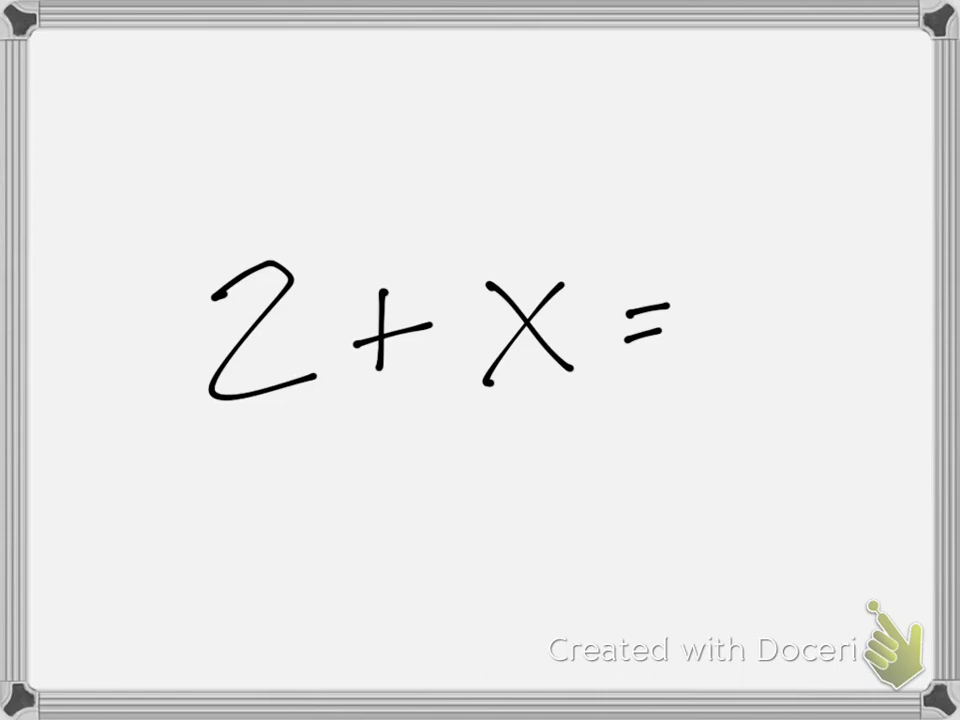 2 + x =
Created with Doceri